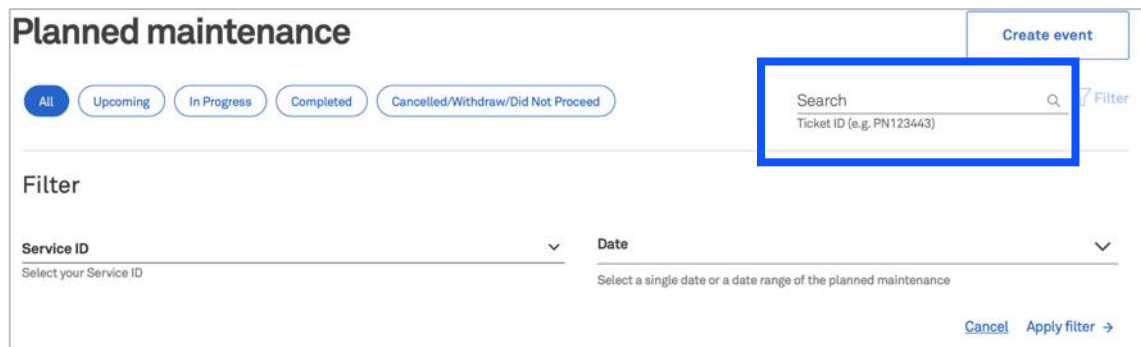 Planned maintenance
Create event
All Upcoming In Progress Completed Cancelled/Withdraw/Did Not Proceed
Search
Filter
Ticket ID (e.g. PN123443)
Filter
Service ID
Date
Select your Service ID
Select a single date or a date range of the planned maintenance
Cancel Apply filter →